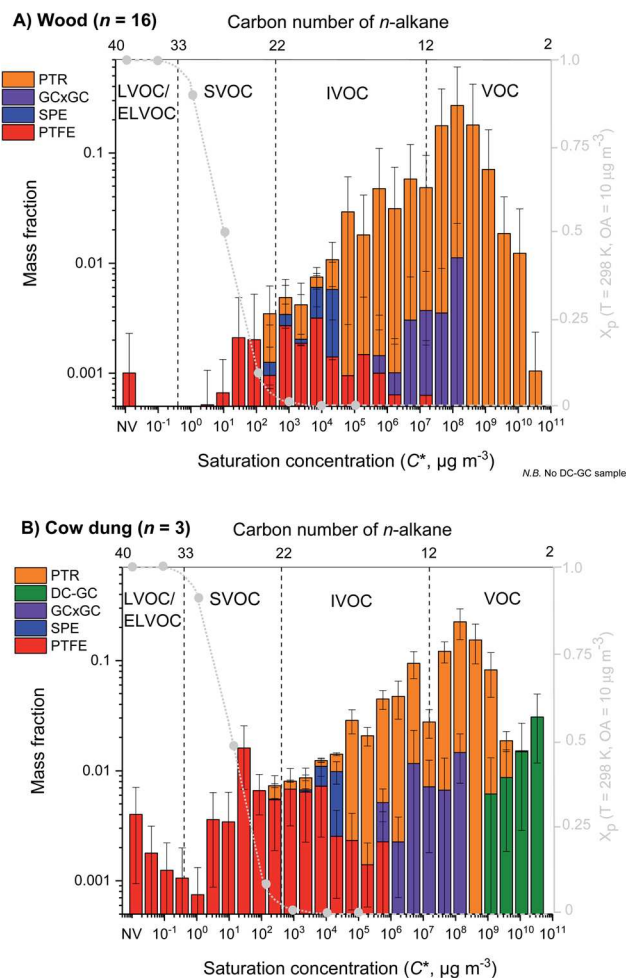 A) Wood (n = 16)
Carbon number of n-alkane
40 33 22 12 2
PTR
GCxGC
SPE
PTFE
LVOC/
ELVOC
SVOC
IVOC
VOC
Mass fraction
0.1
0.01
0.001
1.0
0.75
0.5
0.25
0
Xp (T = 298 K, OA = 10 µg m-3)
NV 10-1 100 101 102 103 104 105 106 107 108 109 1010 1011
Saturation concentration (C*, µg m-3)
N.B. No DC-GC sample
B) Cow dung (n = 3)
Carbon number of n-alkane
40 33 22 12 2
PTR
DC-GC
GCxGC
SPE
PTFE
LVOC/
ELVOC
SVOC
IVOC
VOC
Mass fraction
0.1
0.01
0.001
1.0
0.75
0.5
0.25
0
Xp (T = 298 K, OA = 10 µg m-3)
NV 10-1 100 101 102 103 104 105 106 107 108 109 1010 1011
Saturation concentration (C*, µg m-3)